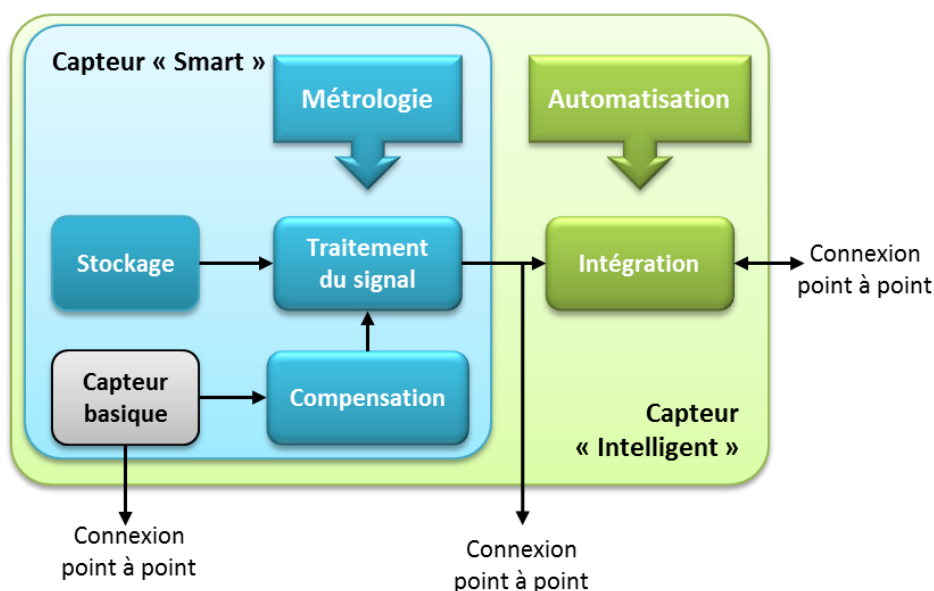 Capteur « Smart »
Métrologie
Automatisation
Stockage
Traitement
du signal
Intégration
Connexion
point à point
Capteur
basique
Compensation
Capteur
« Intelligent »
Connexion
point à point
Connexion
point à point